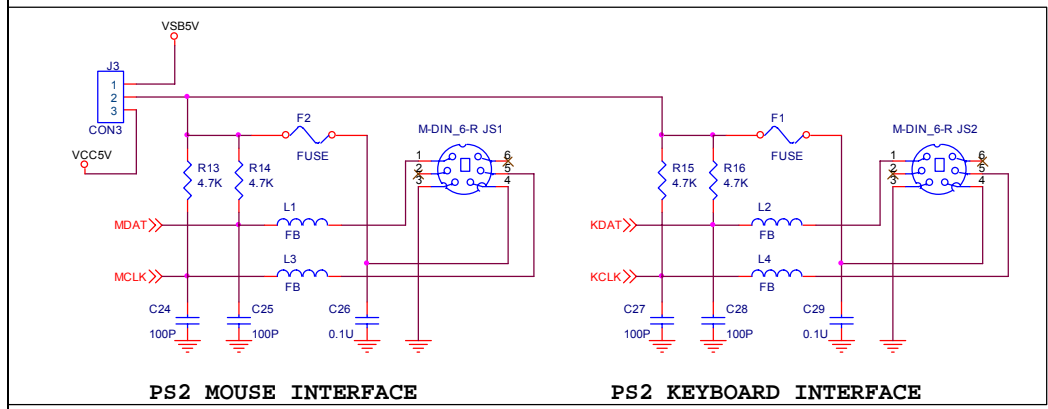 VSB5V
J3
1
2
3
CON3
VCC5V
F2
FUSE
M-DIN_6-R JS1
1
2
3
6
5
4
R13
4.7K
R14
4.7K
L1
FB
MDAT
L3
FB
MCLK
C24
100P
C25
100P
C26
0.1U
PS2 MOUSE INTERFACE
F1
FUSE
M-DIN_6-R JS2
1
2
3
6
5
4
R15
4.7K
R16
4.7K
L2
FB
KDAT
L4
FB
KCLK
C27
100P
C28
100P
C29
0.1U
PS2 KEYBOARD INTERFACE